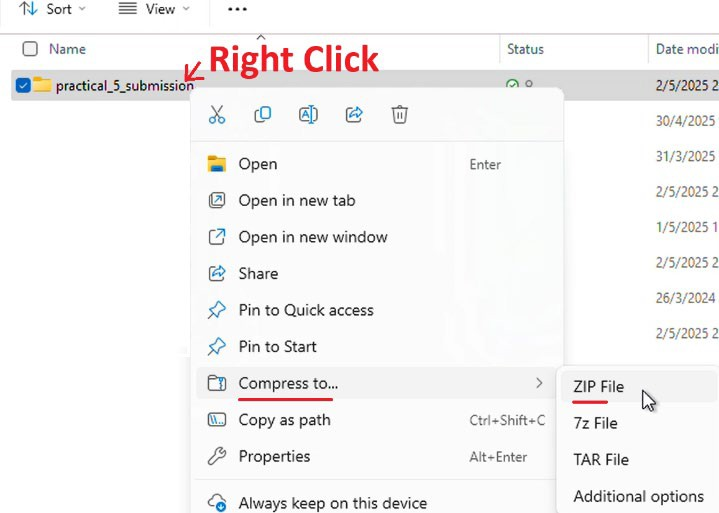 Sort View ...
Name Status Date modi
Right Click
practical_5_submission 2/5/2025 2
30/4/2025
31/3/2025
Open Enter
Open in new tab 2/5/2025 2
Open in new window 1/5/2025 1
Share 2/5/2025 2
Pin to Quick access 26/3/2024
Pin to Start 2/5/2025 2
Compress to... ZIP File
Copy as path Ctrl+Shift+C 7z File
Properties Alt+Enter TAR File
Always keep on this device Additional options